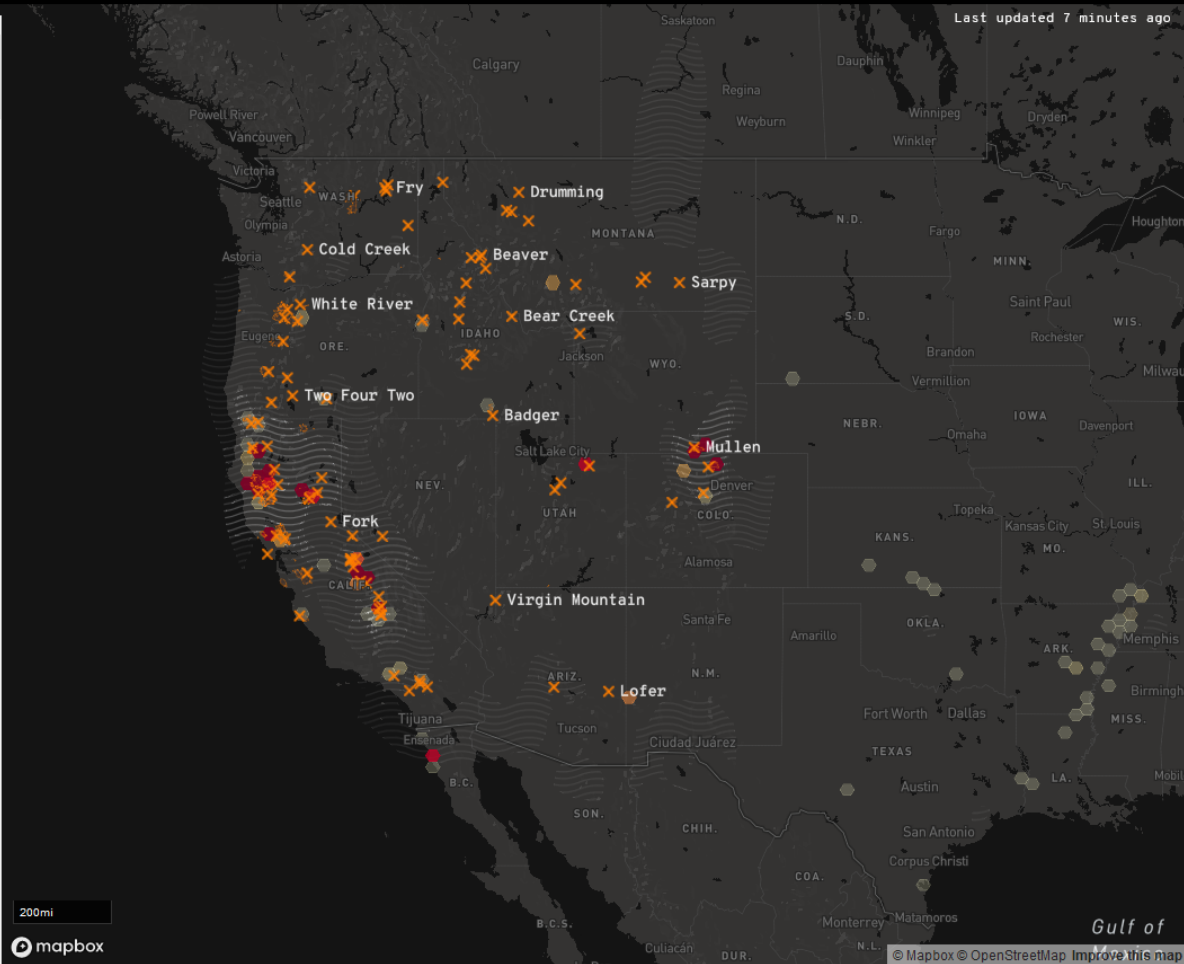 Last updated 7 minutes ago
Saskatoon
Calgary
Dauphin
Regina
Powell River
Weyburn
Winnipeg
Dryden
Vancouver
Winkler
Victoria
Fry
Drumming
WASH.
Seattle
Olympia
N.D.
Houghton
MONTANA
Fargo
Cold Creek
Astoria
Beaver
MINN.
Sarpy
White River
Saint Paul
Bear Creek
S.D.
WIS.
Eugene
IDAHO
Rochester
ORE.
Jackson
Brandon
WYO.
Milwau
Vermillion
Two Four Two
Badger
IOWA
NEBR.
Davenport
Omaha
Mullen
Salt Lake City
NEV.
Denver
ILL.
UTAH
COLO.
Topeka
Fork
Kansas City
St. Louis
KANS.
MO.
Alamosa
CALIF.
Virgin Mountain
Santa Fe
OKLA.
Amarillo
Memphis
ARK.
ARIZ.
N.M.
Lofer
Birmingh
Fort Worth
Dallas
Tijuana
MISS.
Tucson
Ensenada
Ciudad Juárez
TEXAS
B.C.
LA.
Mobil
Austin
SON.
CHIH.
San Antonio
Corpus Christi
COA.
200mi
B.C.S.
Monterrey
Matamoros
Gulf of
mapbox
Culiacán
DUR.
N.L.
© Mapbox © OpenStreetMap Improve this map
Mexico